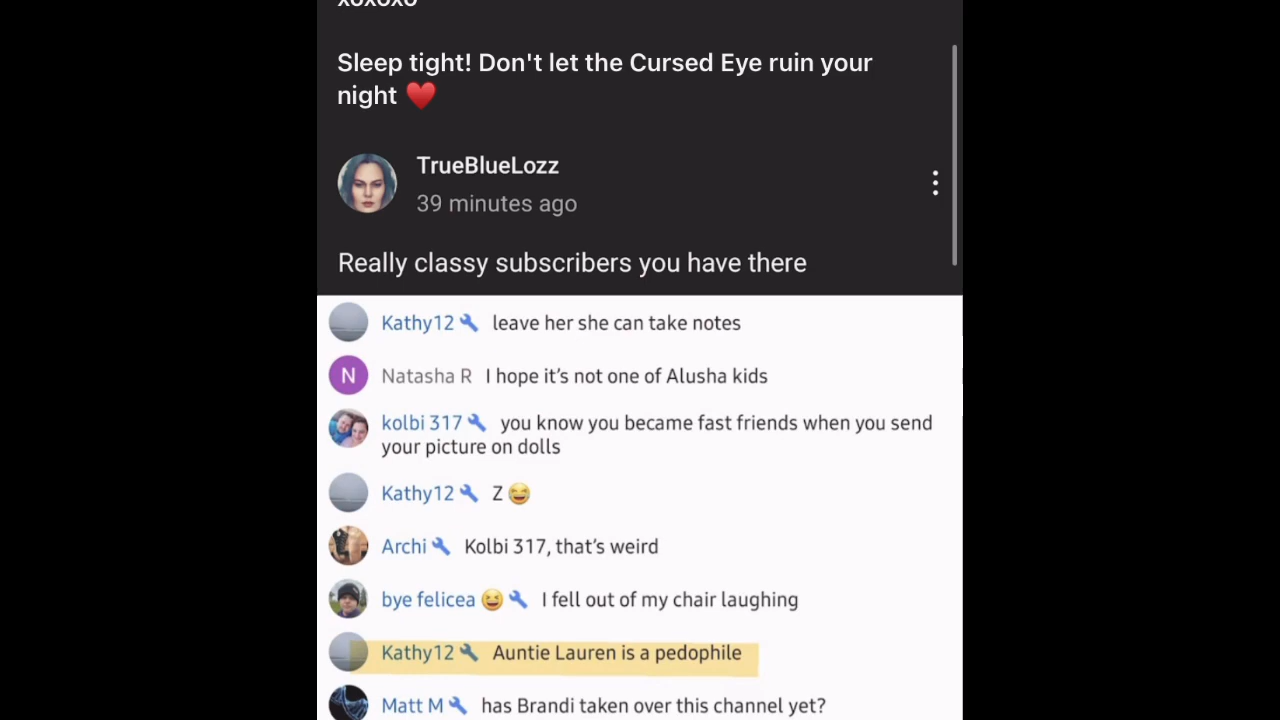 xoxoxo
Sleep tight! Don't let the Cursed Eye ruin your
night ❤️
TrueBlueLozz
39 minutes ago
Really classy subscribers you have there
Kathy12 leave her she can take notes
N Natasha R I hope it's not one of Alusha kids
kolbi 317 you know you became fast friends when you send
your picture on dolls
Kathy12 Z 😆
Archi Kolbi 317, that's weird
bye felicea 😆 I fell out of my chair laughing
Kathy12 Auntie Lauren is a pedophile
Matt M has Brandi taken over this channel yet?